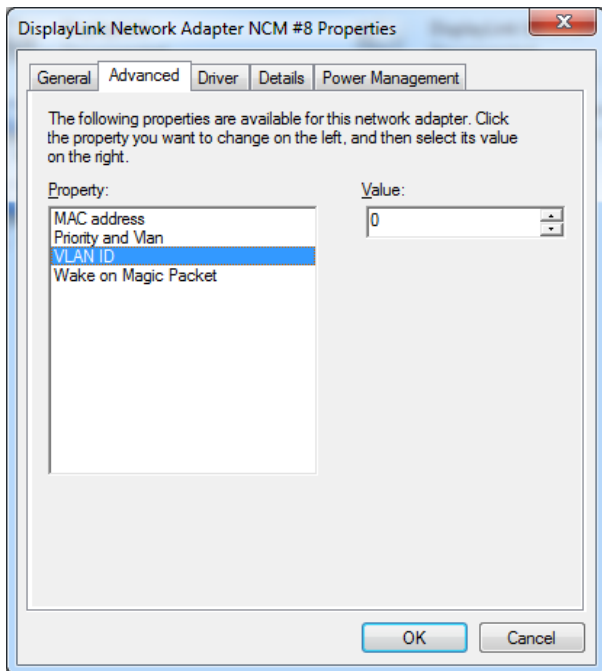 DisplayLink Network Adapter NCM #8 Properties
General Advanced Driver Details Power Management
The following properties are available for this network adapter. Click
the property you want to change on the left, and then select its value
on the right.
Property: Value:
MAC address 0
Priority and Vlan
VLAN ID
Wake on Magic Packet
OK Cancel